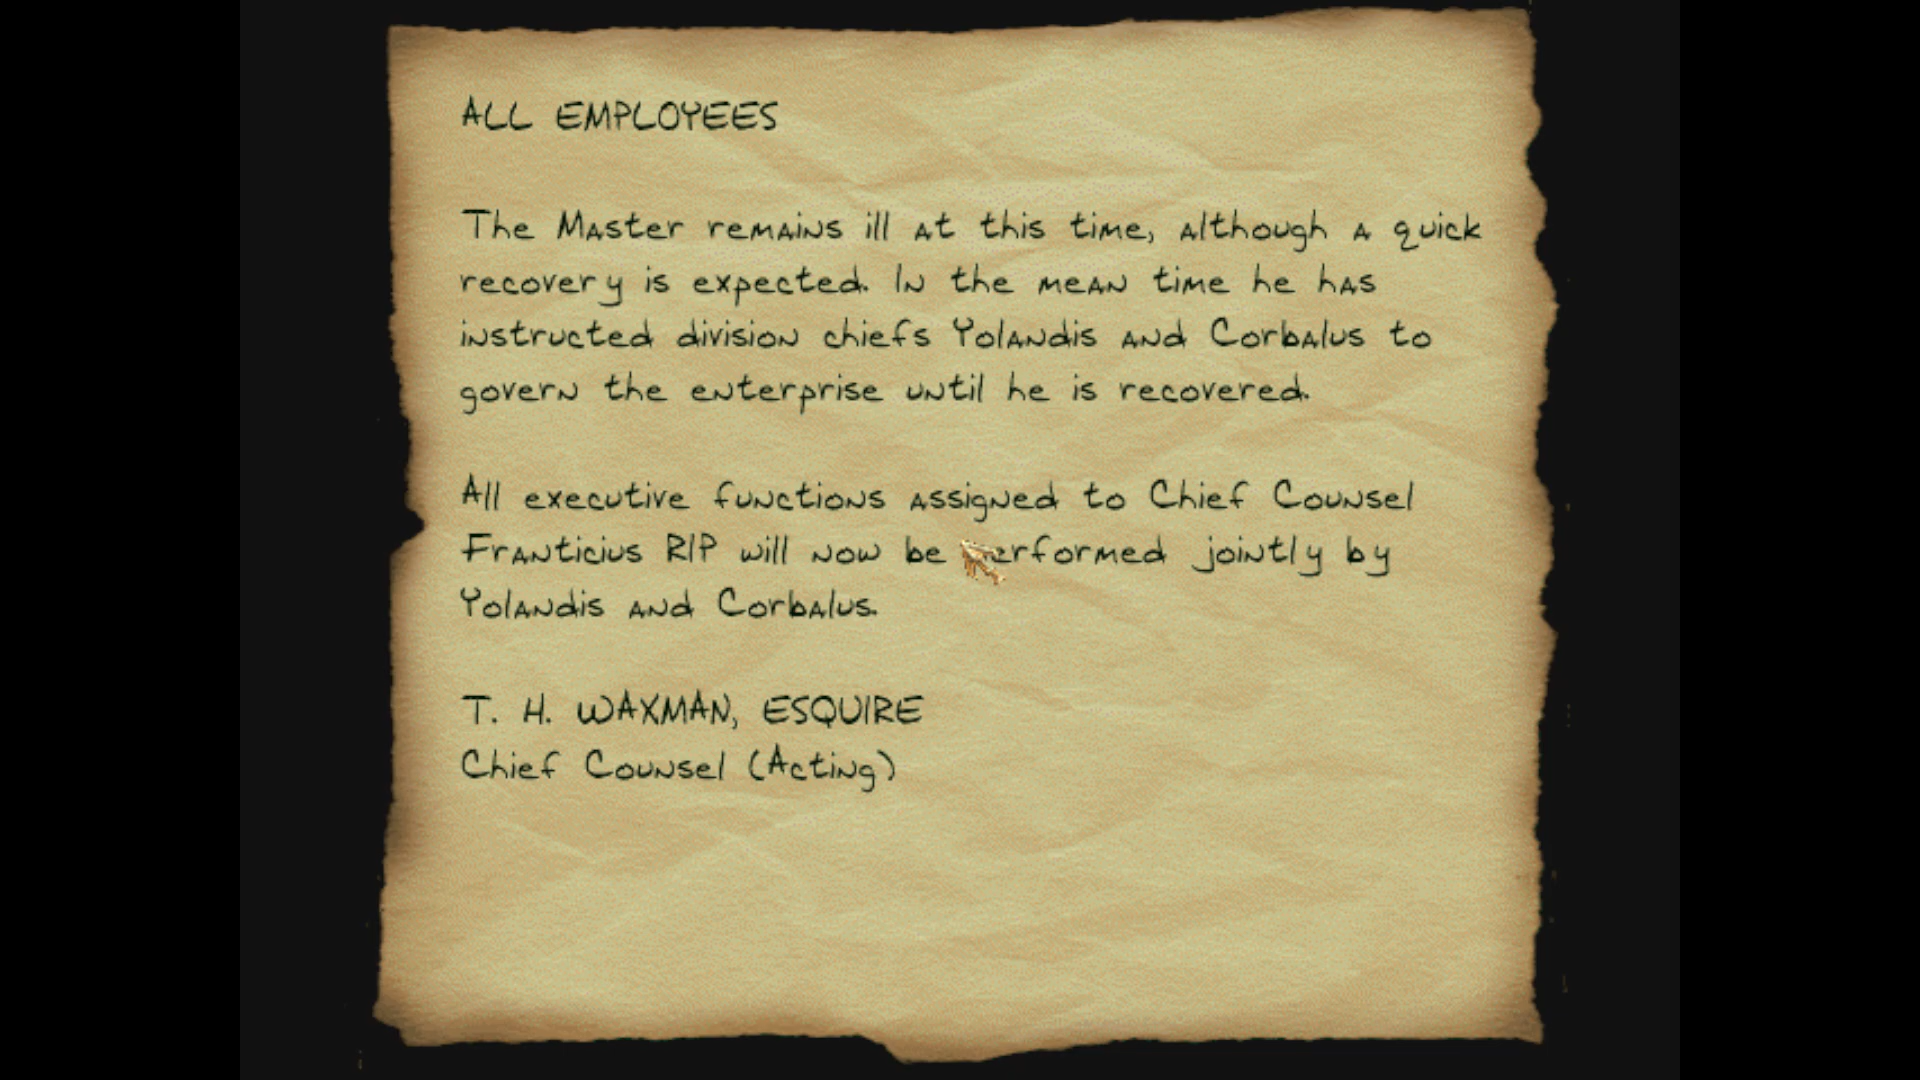 ALL EMPLOYEES
The Master remains ill at this time, although a quick
recovery is expected. In the mean time he has
instructed division chiefs Yolandis and Corbalus to
govern the enterprise until he is recovered.
All executive functions assigned to Chief Counsel
Franticius RIP will now be performed jointly by
Yolandis and Corbalus.
T. H. WAXMAN, ESQUIRE
Chief Counsel (Acting)